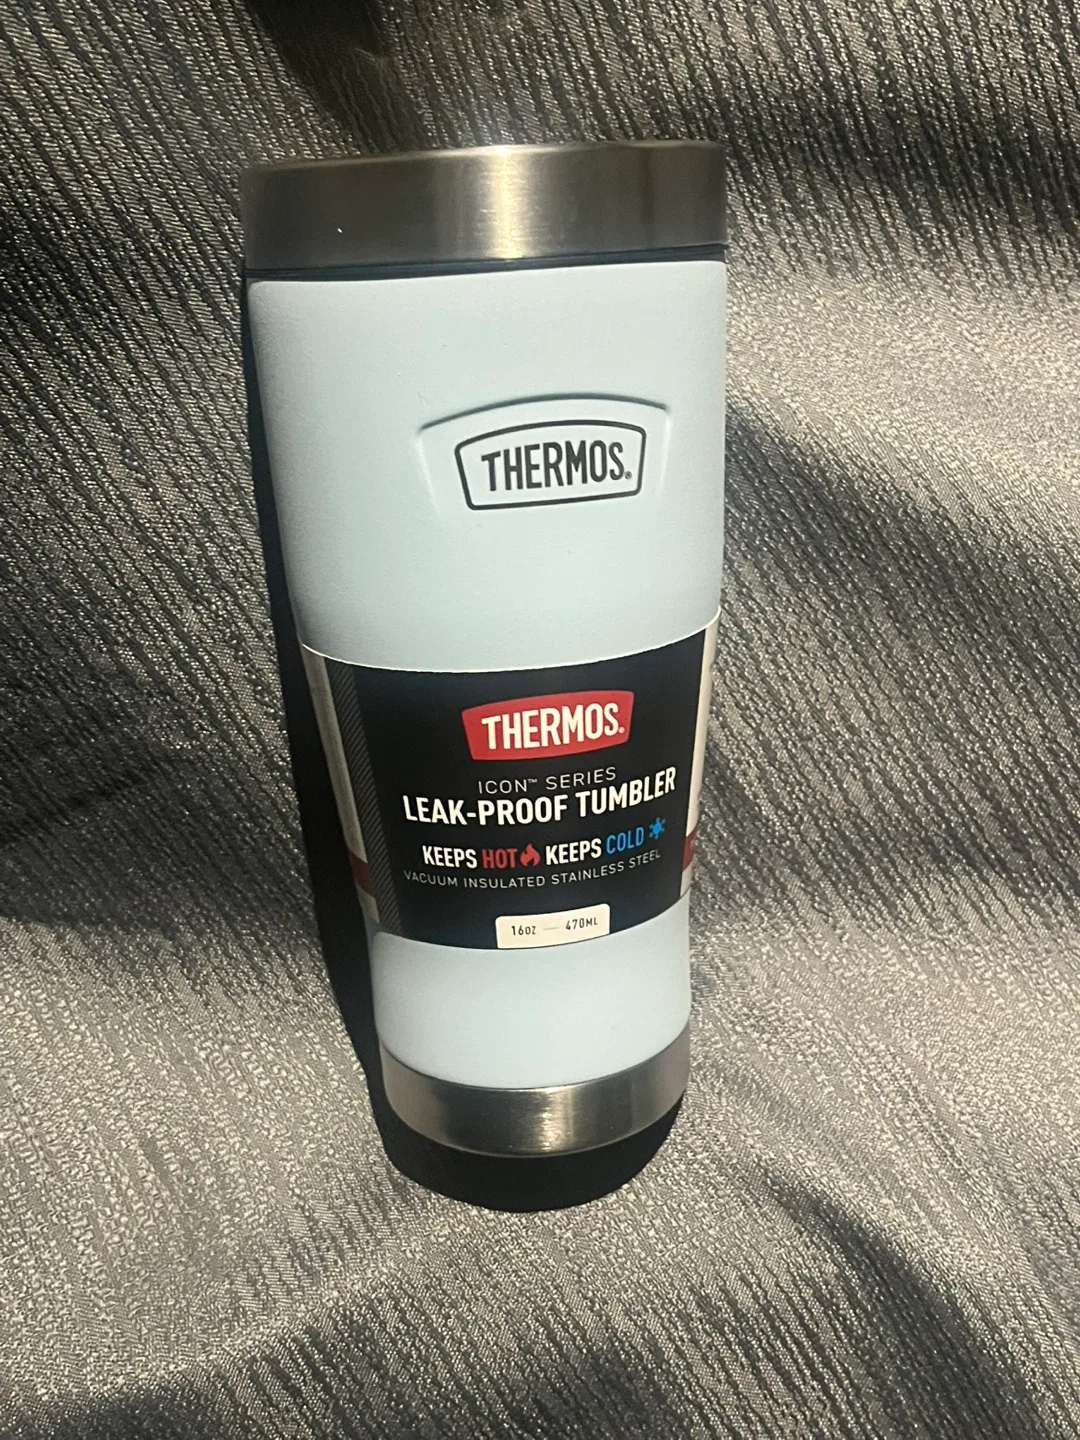 THERMOS®
THERMOS®
ICON™ SERIES
LEAK-PROOF TUMBLER
KEEPS HOT KEEPS COLD
VACUUM INSULATED STAINLESS STEEL
16OZ — 470ML